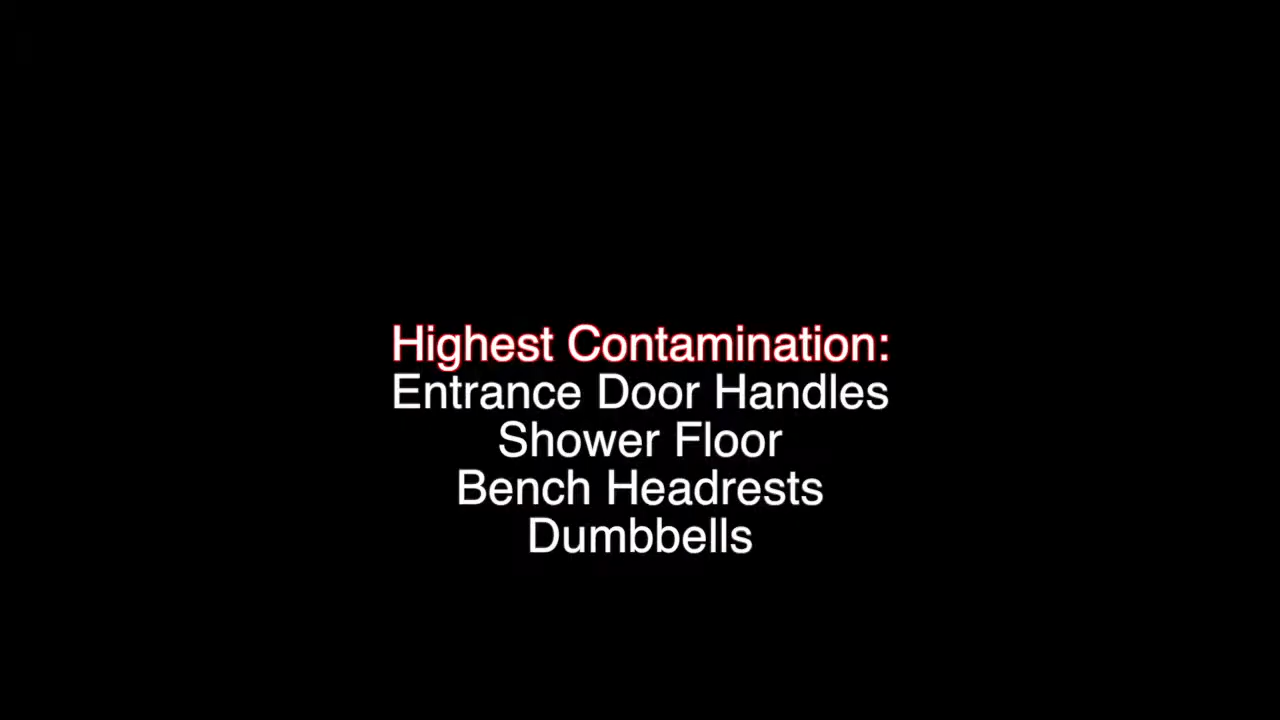 Highest Contamination:
Entrance Door Handles
Shower Floor
Bench Headrests
Dumbbells